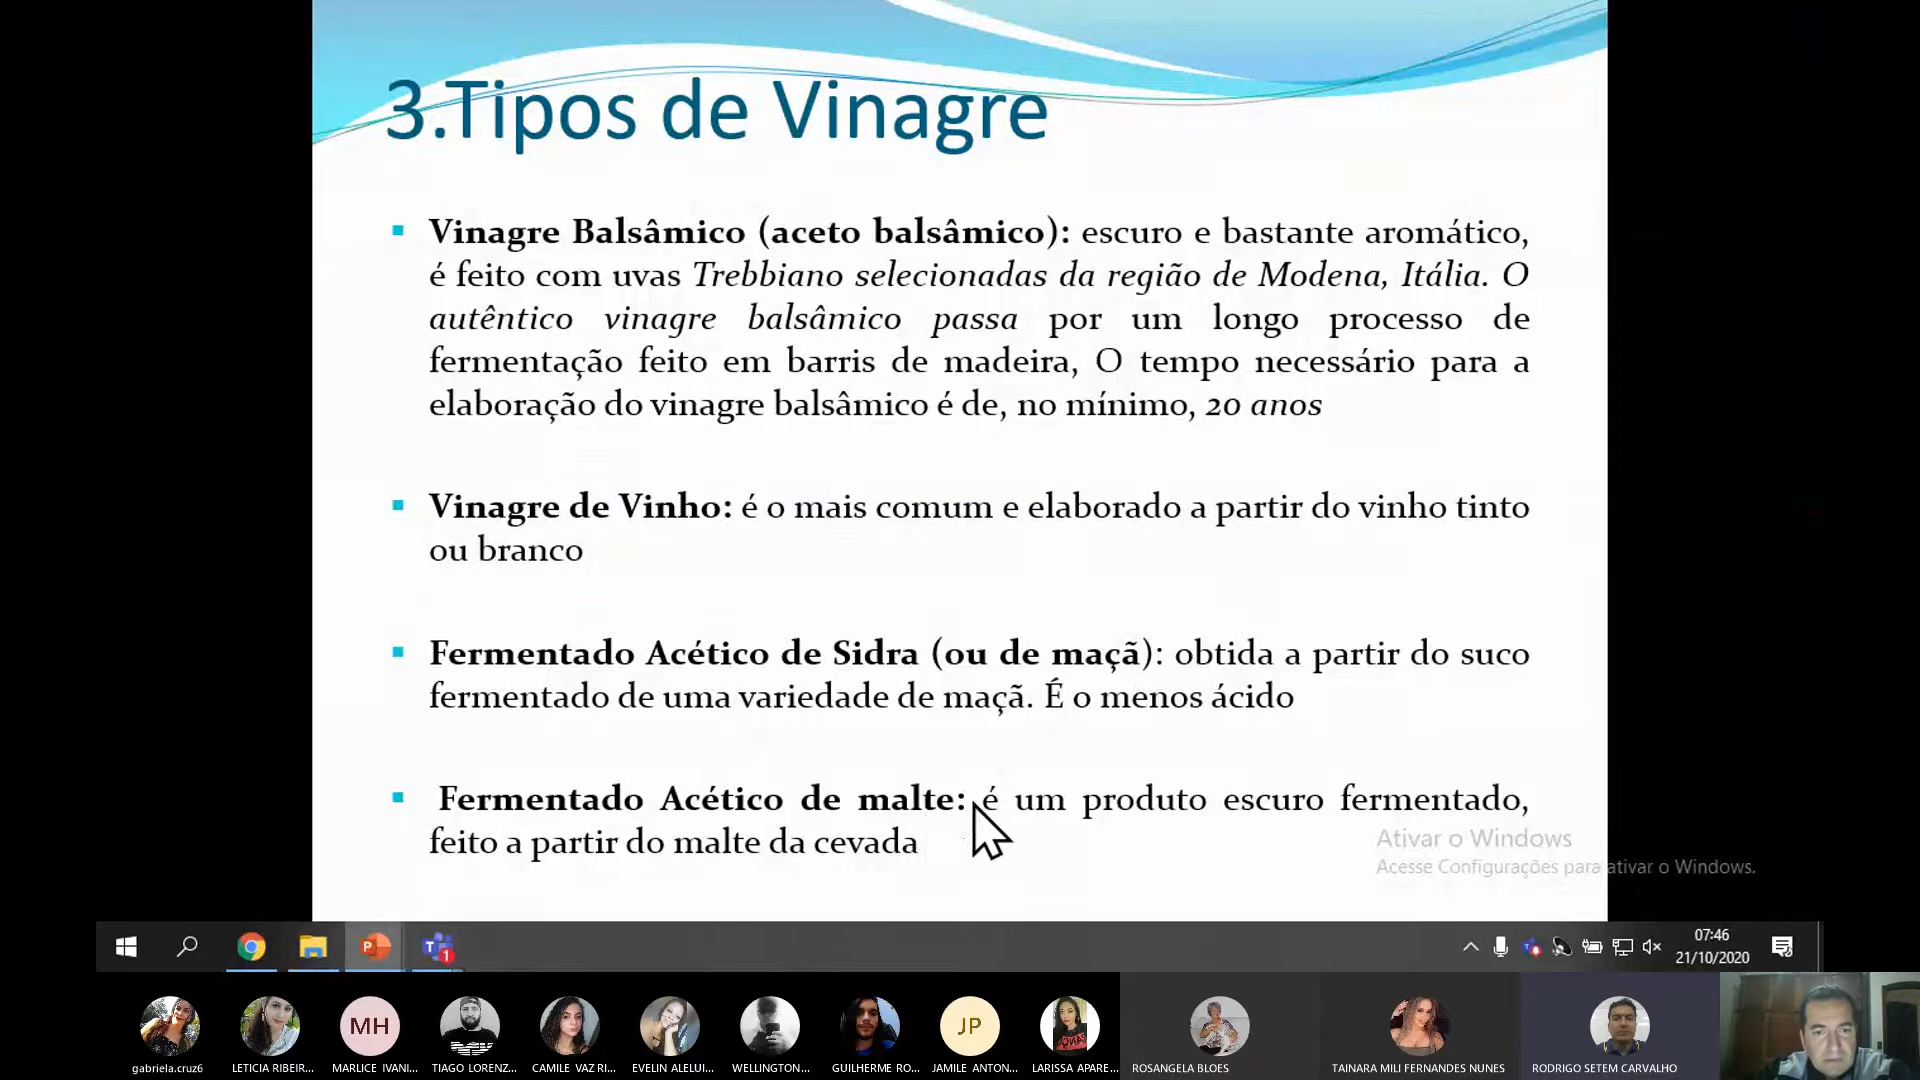 3.Tipos de Vinagre
▪ Vinagre Balsâmico (aceto balsâmico): escuro e bastante aromático,
é feito com uvas Trebbiano selecionadas da região de Modena, Itália. O
autêntico vinagre balsâmico passa por um longo processo de
fermentação feito em barris de madeira, O tempo necessário para a
elaboração do vinagre balsâmico é de, no mínimo, 20 anos
▪ Vinagre de Vinho: é o mais comum e elaborado a partir do vinho tinto
ou branco
▪ Fermentado Acético de Sidra (ou de maçã): obtida a partir do suco
fermentado de uma variedade de maçã. É o menos ácido
▪ Fermentado Acético de malte: é um produto escuro fermentado,
feito a partir do malte da cevada
Ativar o Windows
Acesse Configurações para ativar o Windows.
07:46
21/10/2020
MH
JP
gabriela.cruz6
LETICIA RIBEIR...
MARLICE IVANI...
TIAGO LORENZ...
CAMILE VAZ RI...
EVELIN ALELUI...
WELLINGTON...
GUILHERME RO...
JAMILE ANTON...
LARISSA APARE...
ROSANGELA BLOES
TAINARA MILI FERNANDES NUNES
RODRIGO SETEM CARVALHO